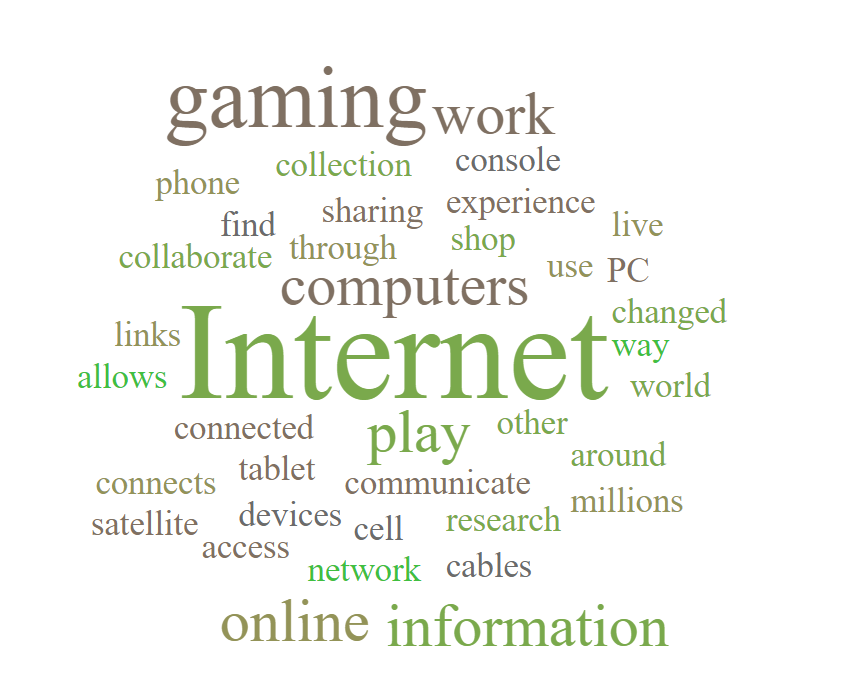 gaming work
collection console
phone
sharing experience
find live
collaborate through shop
use PC
computers
links changed
Internet way
allows world
connected play other
tablet around
connects communicate
millions
satellite devices cell research
access
network cables
online information